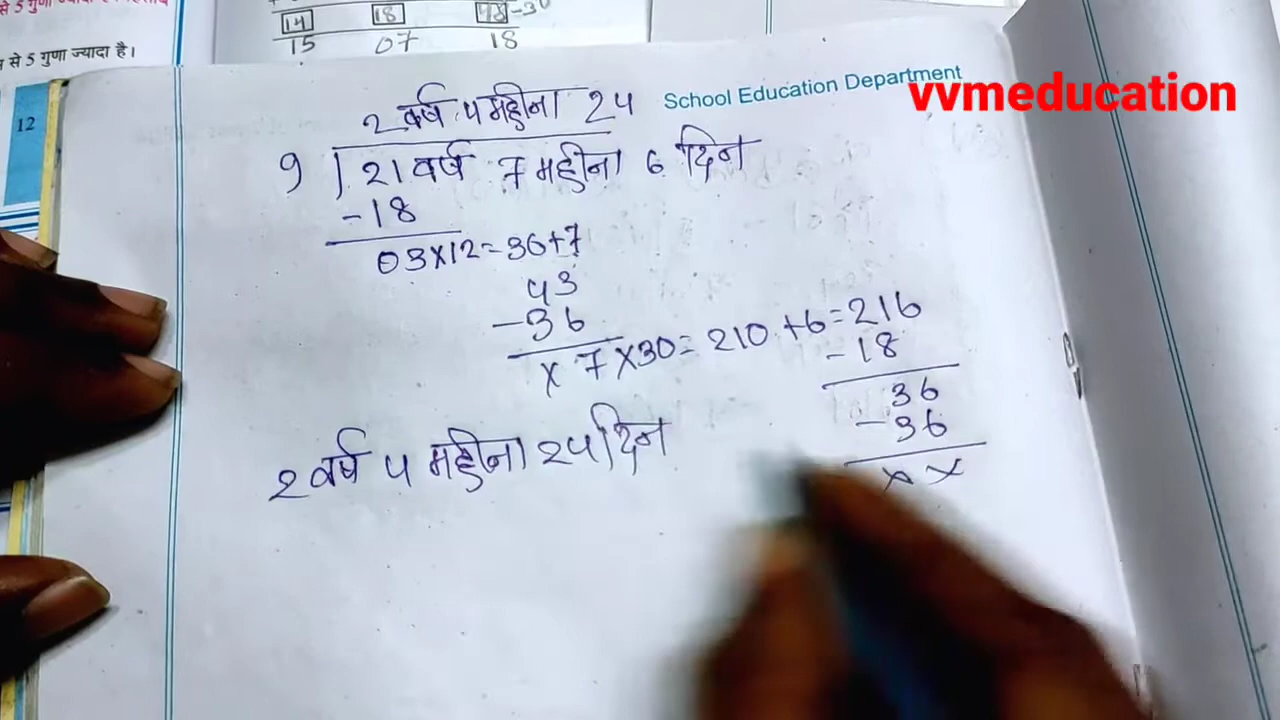 से 5 गुणा ज्यादा है।
14 18
15 07 18
12
School Education Department
vvmeducation
2 वर्ष 4 महीना 24
9 21 वर्ष 7 महीना 6 दिन
-18
03×12=36+7
43
-36
× 7×30=210+6=216
-18
36
-36
× ×
2 वर्ष 4 महीना 24 दिन